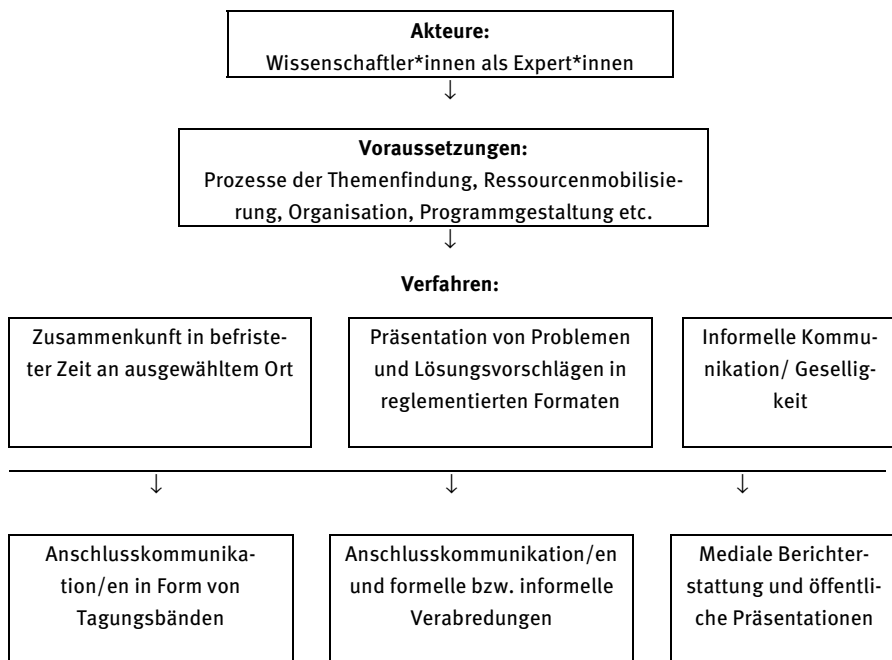 Akteure:
Wissenschaftler*innen als Expert*innen
↓
Voraussetzungen:
Prozesse der Themenfindung, Ressourcenmobilisie-
rung, Organisation, Programmgestaltung etc.
↓
Verfahren:
Zusammenkunft in befriste-
ter Zeit an ausgewähltem Ort
Präsentation von Problemen
und Lösungsvorschlägen in
reglementierten Formaten
Informelle Kommu-
nikation/ Gesellig-
keit
↓ ↓ ↓
Anschlusskommunika-
tion/en in Form von
Tagungsbänden
Anschlusskommunikation/en
und formelle bzw. informelle
Verabredungen
Mediale Berichter-
stattung und öffentli-
che Präsentationen